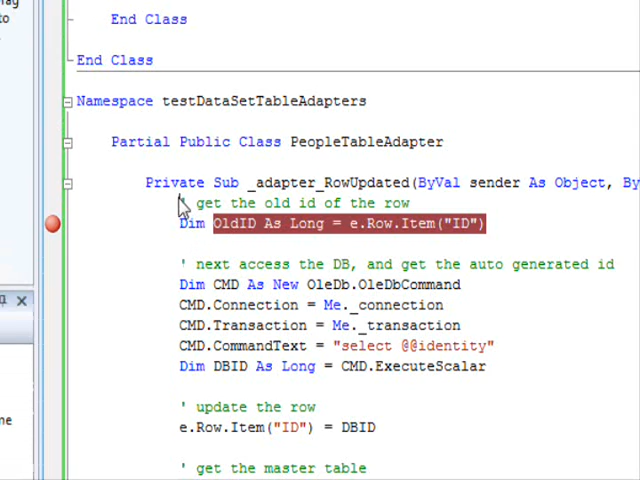 End Class
End Class
Namespace testDataSetTableAdapters
Partial Public Class PeopleTableAdapter
Private Sub _adapter_RowUpdated(ByVal sender As Object, By
' get the old id of the row
Dim OldID As Long = e.Row.Item("ID")
' next access the DB, and get the auto generated id
Dim CMD As New OleDb.OleDbCommand
CMD.Connection = Me._connection
CMD.Transaction = Me._transaction
CMD.CommandText = "select @@identity"
Dim DBID As Long = CMD.ExecuteScalar
' update the row
e.Row.Item("ID") = DBID
' get the master table